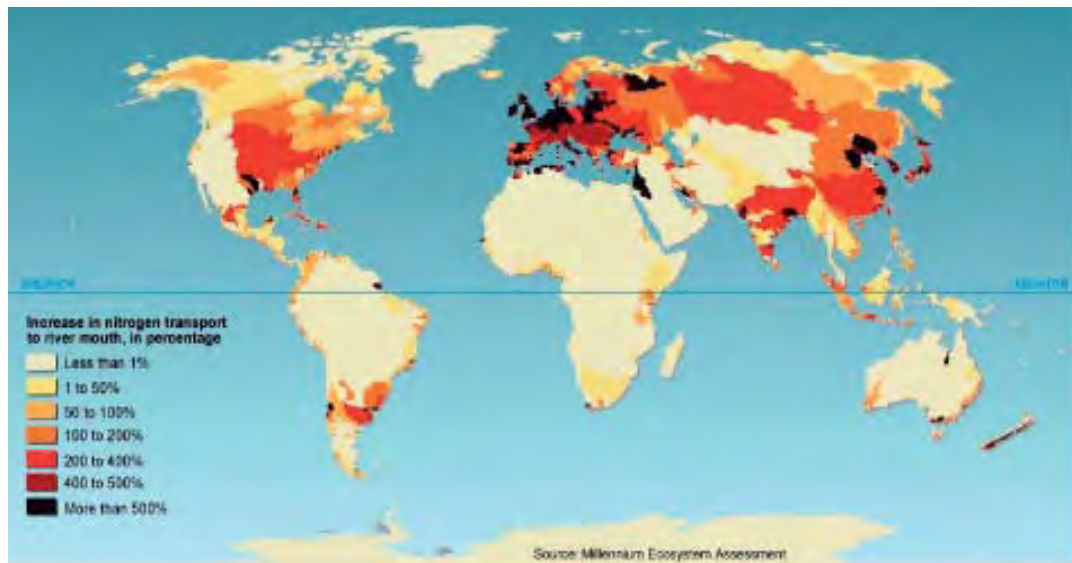 Increase in nitrogen transport
to river mouth, in percentage
Less than 1%
1 to 50%
50 to 100%
100 to 200%
200 to 400%
400 to 500%
More than 500%
Source: Millennium Ecosystem Assessment